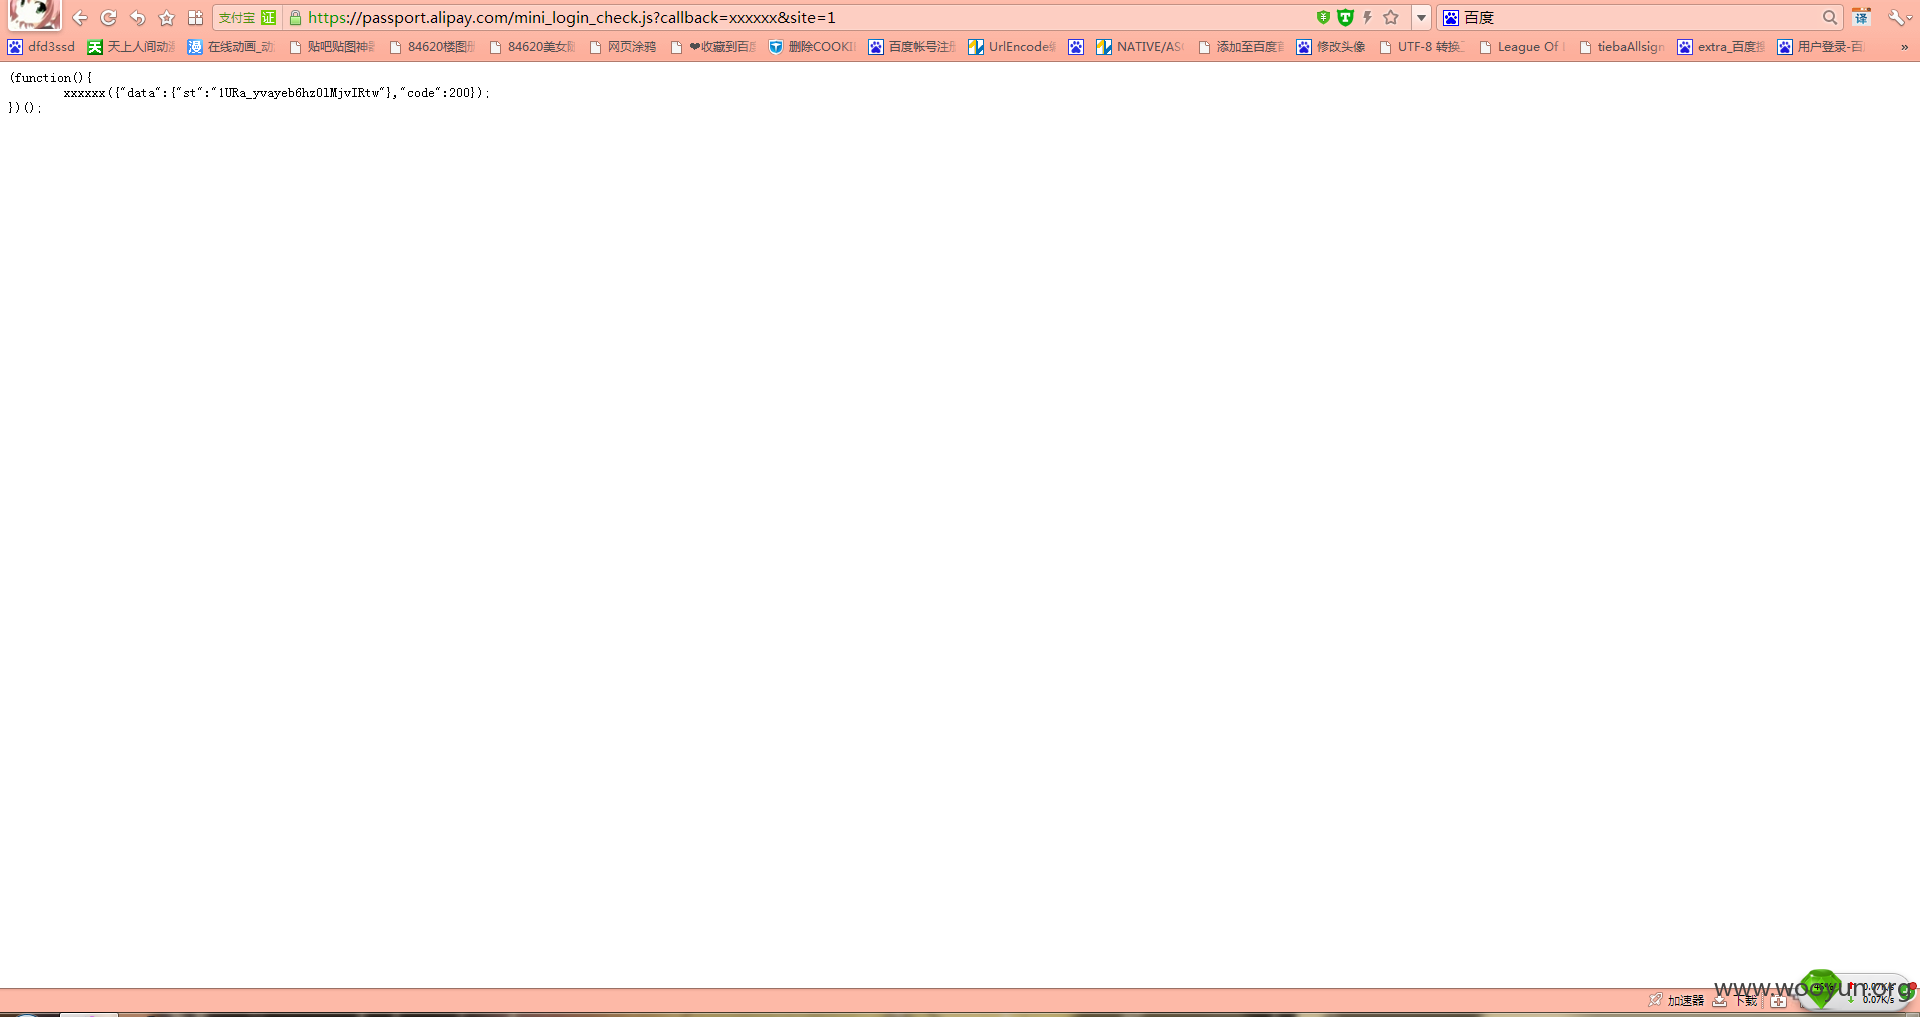 支付宝 证 https://passport.alipay.com/mini_login_check.js?callback=xxxxxx&site=1 百度 译
dfd3ssd 天 天上人间动 漫 在线动画_动 贴吧贴图神 84620楼图 84620美女 网页涂鸦 ❤收藏到百 删除COOKI 百度帐号注 UrlEncode NATIVE/ASC 添加至百度 修改头像 UTF-8 转换 League Of tiebaAllsign extra_百度 用户登录-百 »
(function(){
xxxxxx({"data":{"st":"1URa_yvayeb6hz0lMjvIRtw"},"code":200});
})();
www.wooyun.org
加速器 下载 0.07K/s
0.07K/s